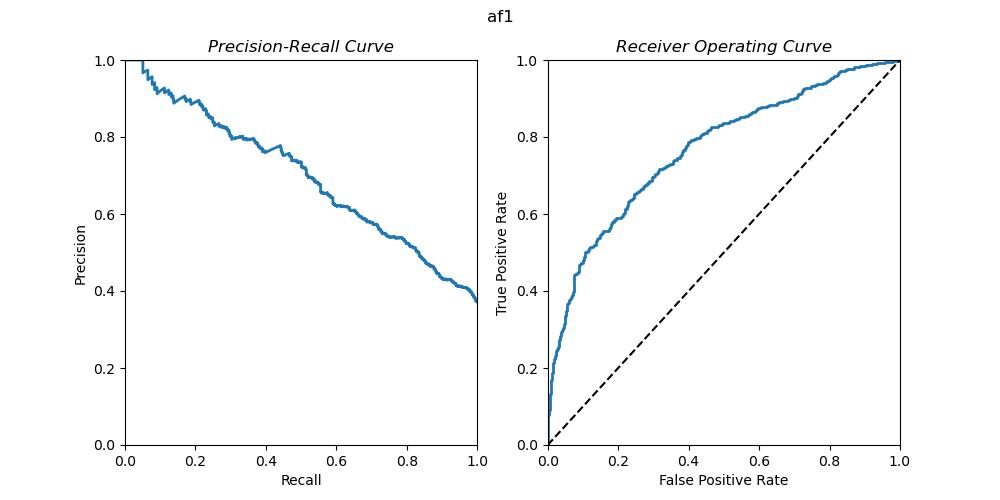 af1
Precision-Recall Curve
1.0
0.8
0.6
0.4
0.2
0.0
Precision
0.0 0.2 0.4 0.6 0.8 1.0
Recall
Receiver Operating Curve
1.0
0.8
0.6
0.4
0.2
0.0
True Positive Rate
0.0 0.2 0.4 0.6 0.8 1.0
False Positive Rate